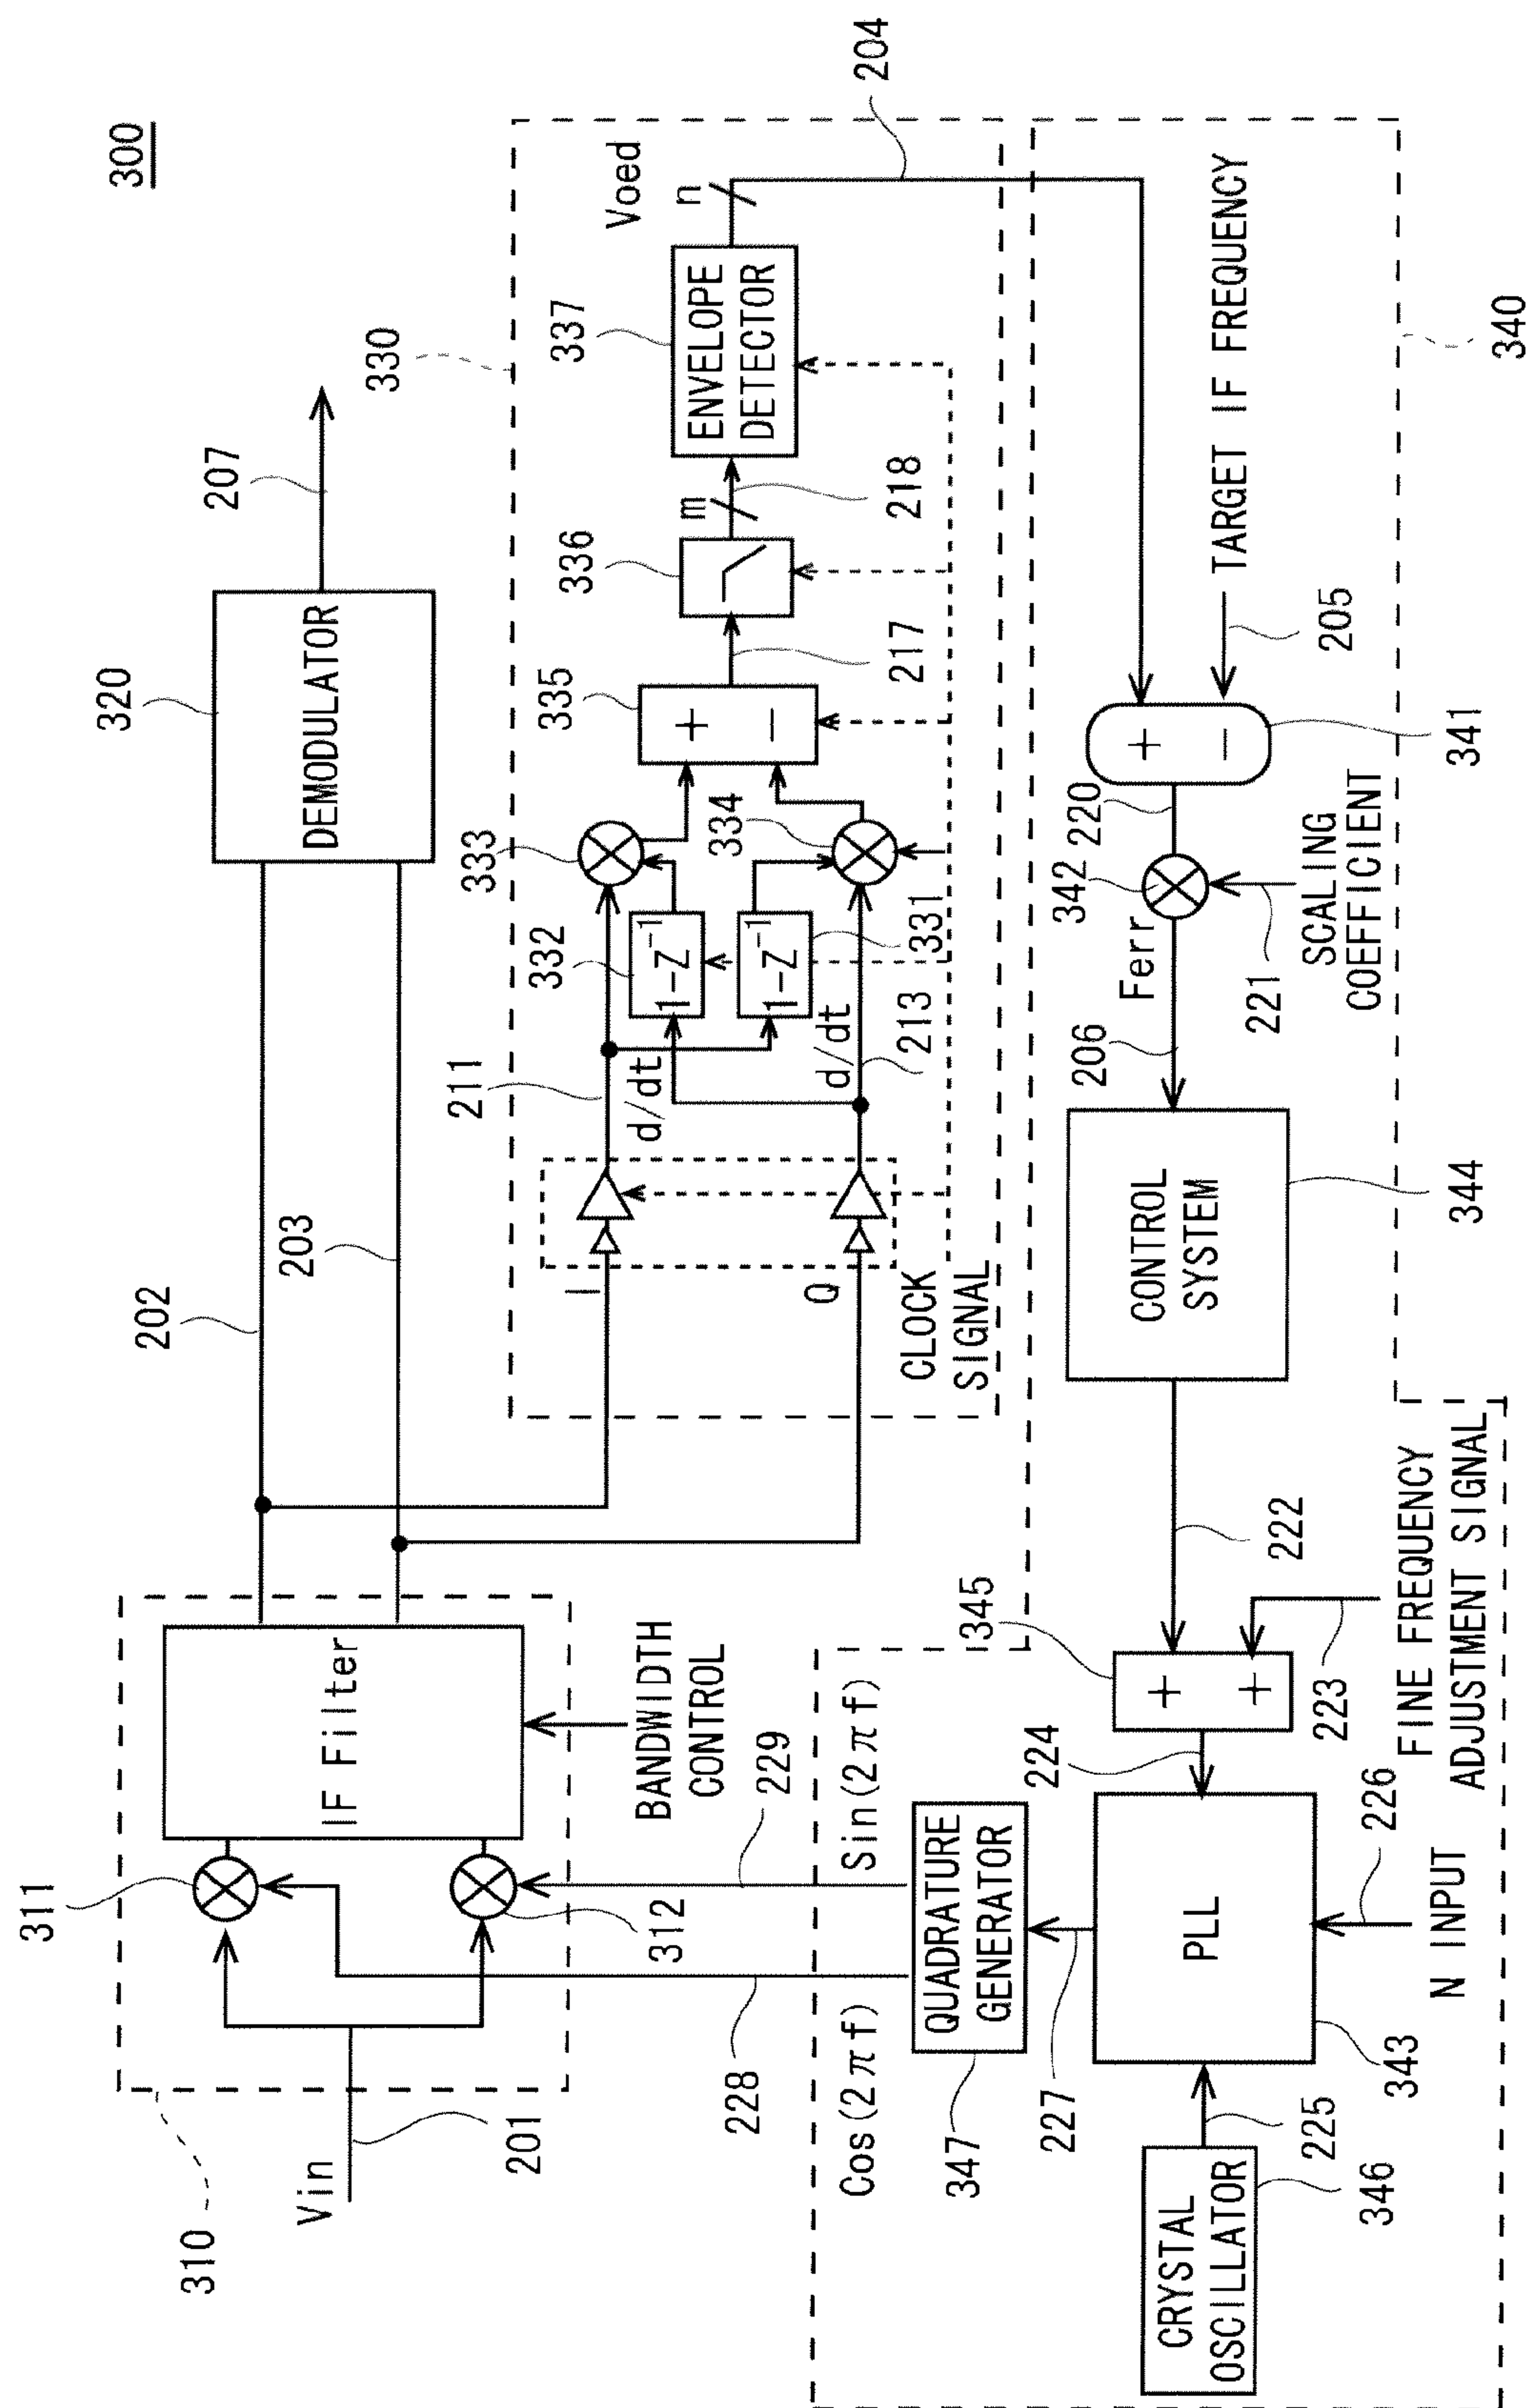 300
310
311
Vin
201
IF Filter
312
BANDWIDTH
CONTROL
202
203
320
DEMODULATOR
207
330
I
Q
211
d/dt
d/dt
213
332
1-Z⁻¹
1-Z⁻¹
331
333
334
335
+
−
217
336
m
218
337
ENVELOPE
DETECTOR
Voed
n
204
CLOCK
SIGNAL
228
229
Cos(2πf)
Sin(2πf)
347
QUADRATURE
GENERATOR
227
CRYSTAL
OSCILLATOR
346
225
PLL
343
N INPUT
226
224
345
+
+
223
FINE FREQUENCY
ADJUSTMENT SIGNAL
222
CONTROL
SYSTEM
344
206
Ferr
342
221
SCALING
COEFFICIENT
220
+
−
341
205
TARGET IF FREQUENCY
340